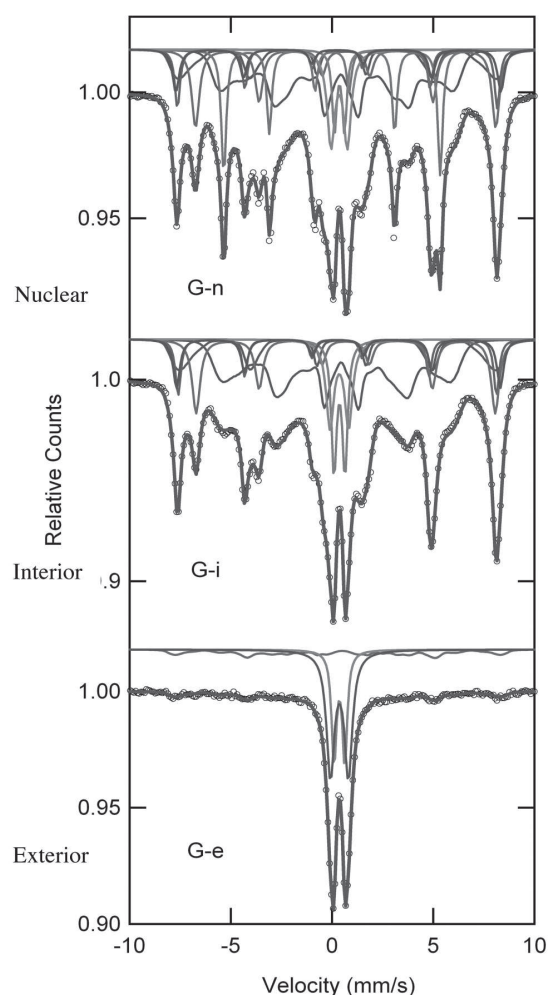 1.00
0.95
Nuclear
G-n
1.0
Relative Counts
Interior
0.9
G-i
1.00
0.95
Exterior
G-e
0.90
-10
-5
0
5
10
Velocity (mm/s)